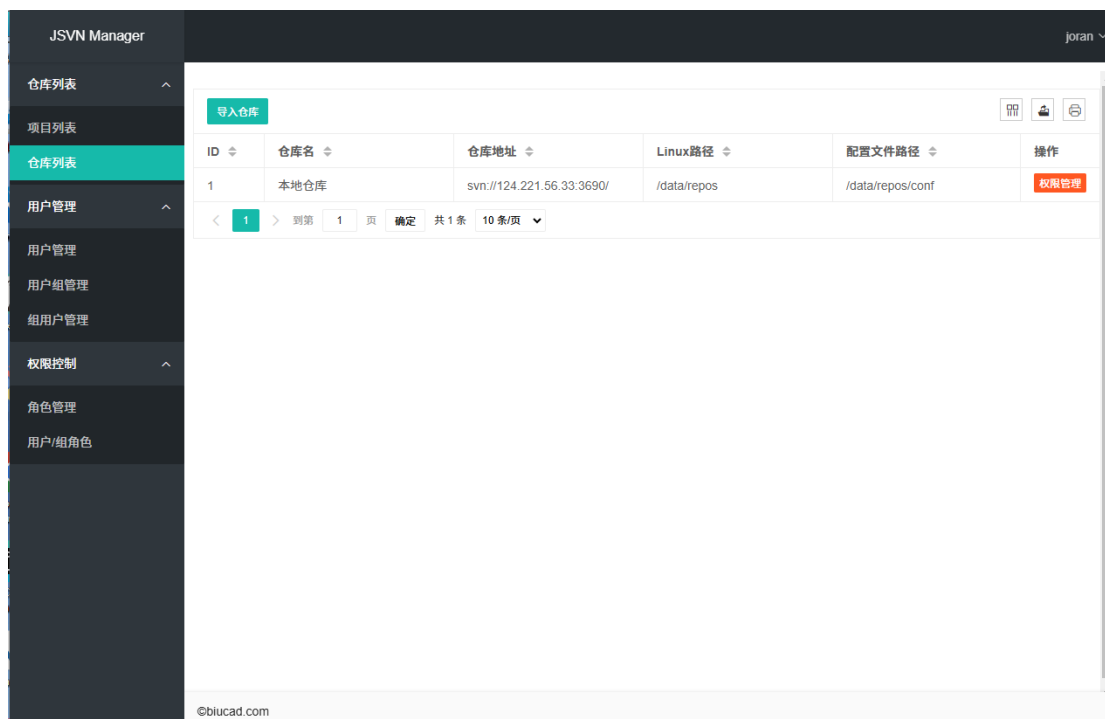 JSVN Manager
joran
仓库列表
项目列表
仓库列表
用户管理
用户管理
用户组管理
组用户管理
权限控制
角色管理
用户/组角色
导入仓库
ID 仓库名 仓库地址 Linux路径 配置文件路径 操作
1 本地仓库 svn://124.221.56.33:3690/ /data/repos /data/repos/conf 权限管理
1 到第 1 页 确定 共 1 条 10 条/页
©biucad.com